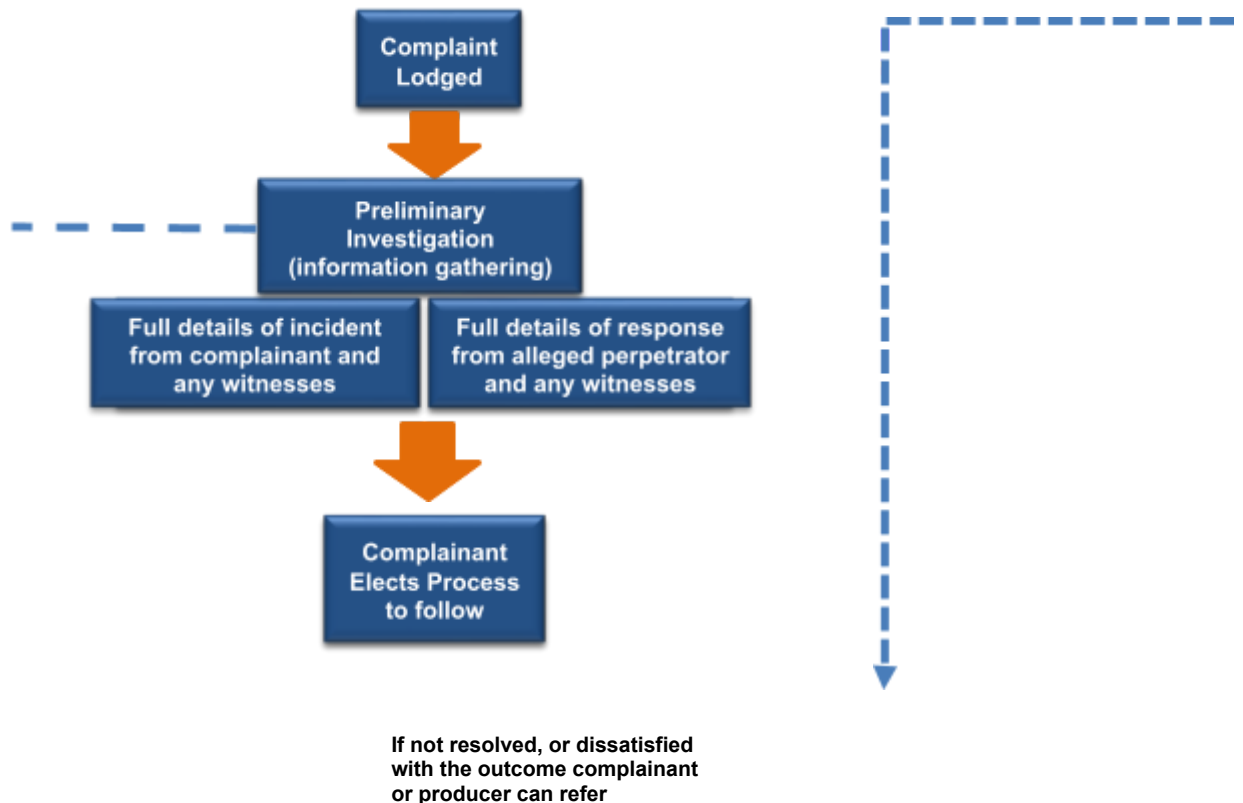 Complaint
Lodged
Preliminary
Investigation
(information gathering)
Full details of incident
from complainant and
any witnesses
Full details of response
from alleged perpetrator
and any witnesses
Complainant
Elects Process
to follow
If not resolved, or dissatisfied
with the outcome complainant
or producer can refer